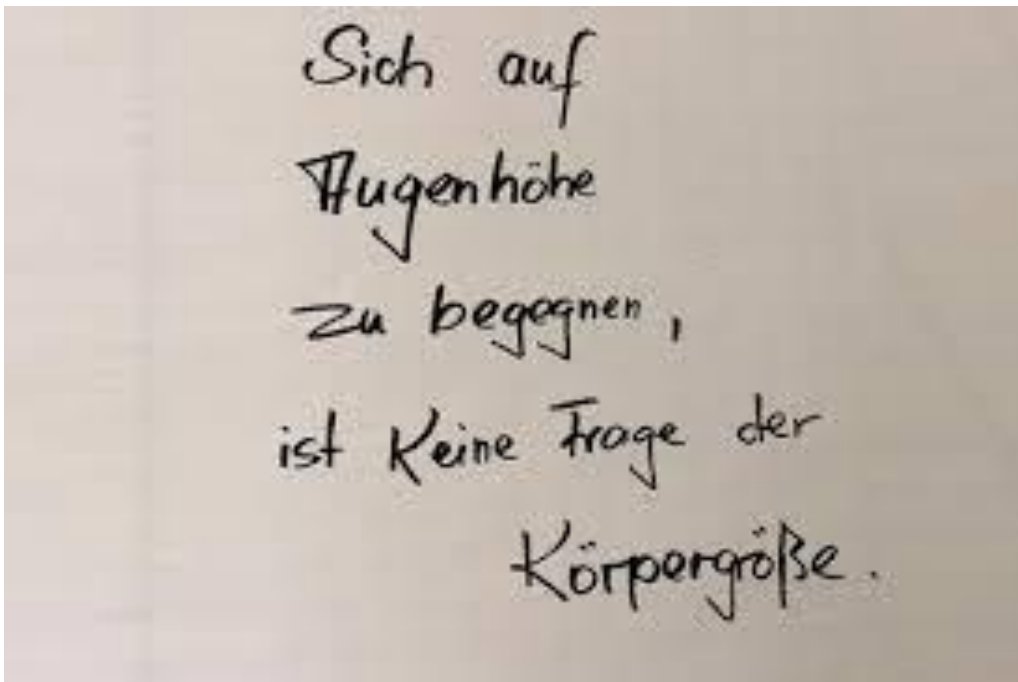 Sich auf
Augenhöhe
zu begegnen,
ist keine Frage der
Körpergröße.